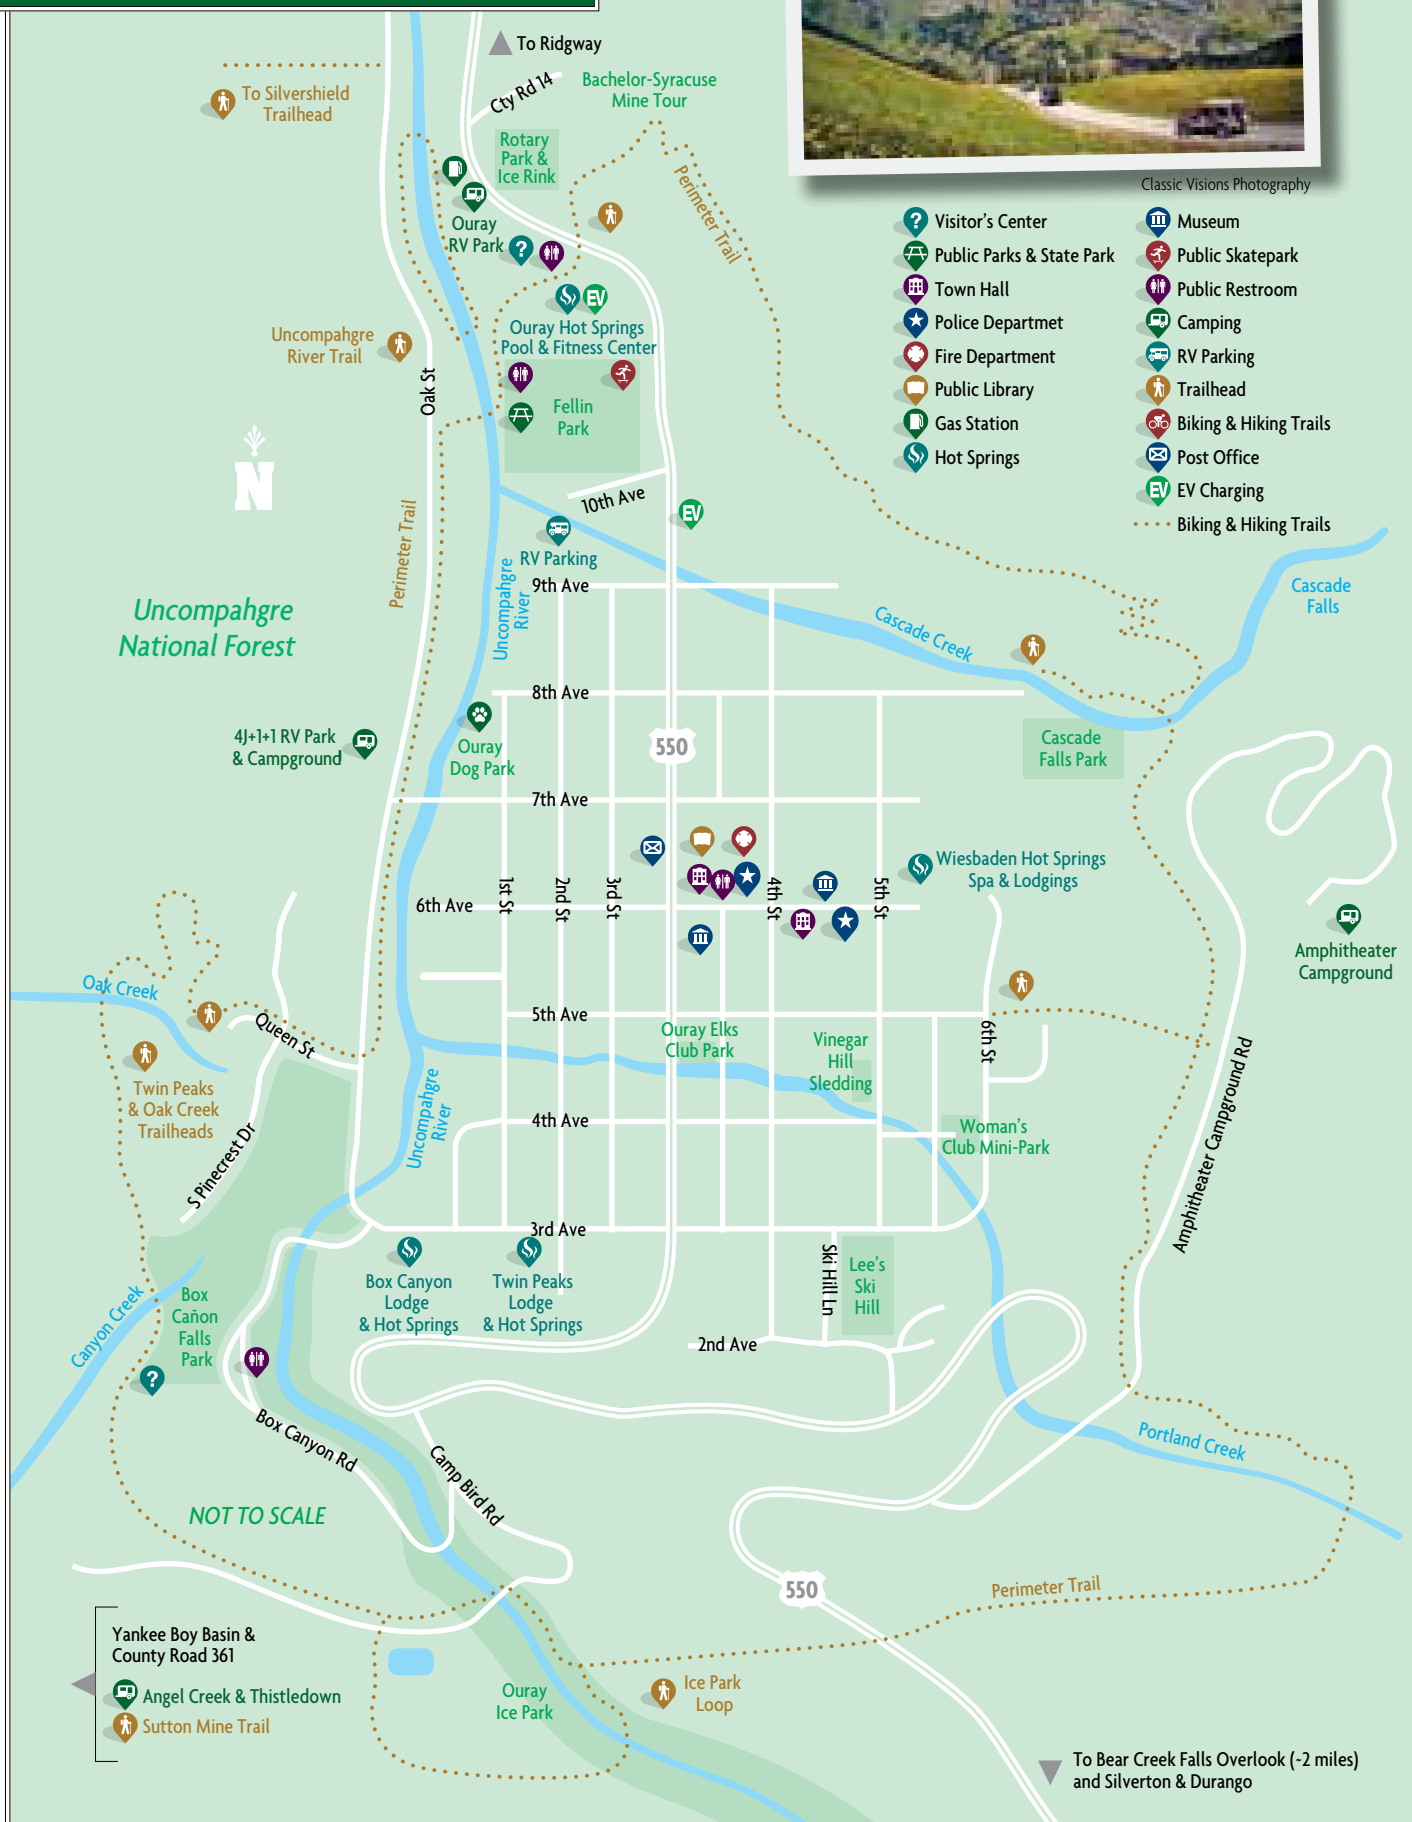 To Ridgway
Cty Rd 14
Bachelor-Syracuse
Mine Tour
To Silvershield
Trailhead
Rotary
Park &
Ice Rink
Perimeter Trail
Classic Visions Photography
Ouray
RV Park
?
? Visitor's Center
Public Parks & State Park
Town Hall
Police Departmet
Fire Department
Public Library
Gas Station
Hot Springs
Museum
Public Skatepark
Public Restroom
Camping
RV Parking
Trailhead
Biking & Hiking Trails
Post Office
EV EV Charging
Biking & Hiking Trails
EV
Ouray Hot Springs
Pool & Fitness Center
Uncompahgre
River Trail
Oak St
Fellin
Park
N
10th Ave
EV
Perimeter Trail
RV Parking
Uncompahgre
River
9th Ave
Cascade
Falls
Cascade Creek
Uncompahgre
National Forest
8th Ave
4J+1+1 RV Park
& Campground
Ouray
Dog Park
550
Cascade
Falls Park
7th Ave
Wiesbaden Hot Springs
Spa & Lodgings
1st St
2nd St
3rd St
4th St
5th St
6th Ave
Amphitheater
Campground
Oak Creek
Queen St
5th Ave
Ouray Elks
Club Park
Vinegar
Hill
Sledding
6th St
Twin Peaks
& Oak Creek
Trailheads
Uncompahgre
River
Amphitheater Campground Rd
4th Ave
Woman's
Club Mini-Park
S Pinecrest Dr
3rd Ave
Box Canyon
Lodge
& Hot Springs
Twin Peaks
Lodge
& Hot Springs
Ski Hill Ln
Lee's
Ski
Hill
Canyon Creek
Box
Cañon
Falls
Park
?
2nd Ave
Box Canyon Rd
Camp Bird Rd
Portland Creek
NOT TO SCALE
550
Perimeter Trail
Yankee Boy Basin &
County Road 361
Angel Creek & Thistledown
Sutton Mine Trail
Ouray
Ice Park
Ice Park
Loop
To Bear Creek Falls Overlook (~2 miles)
and Silverton & Durango